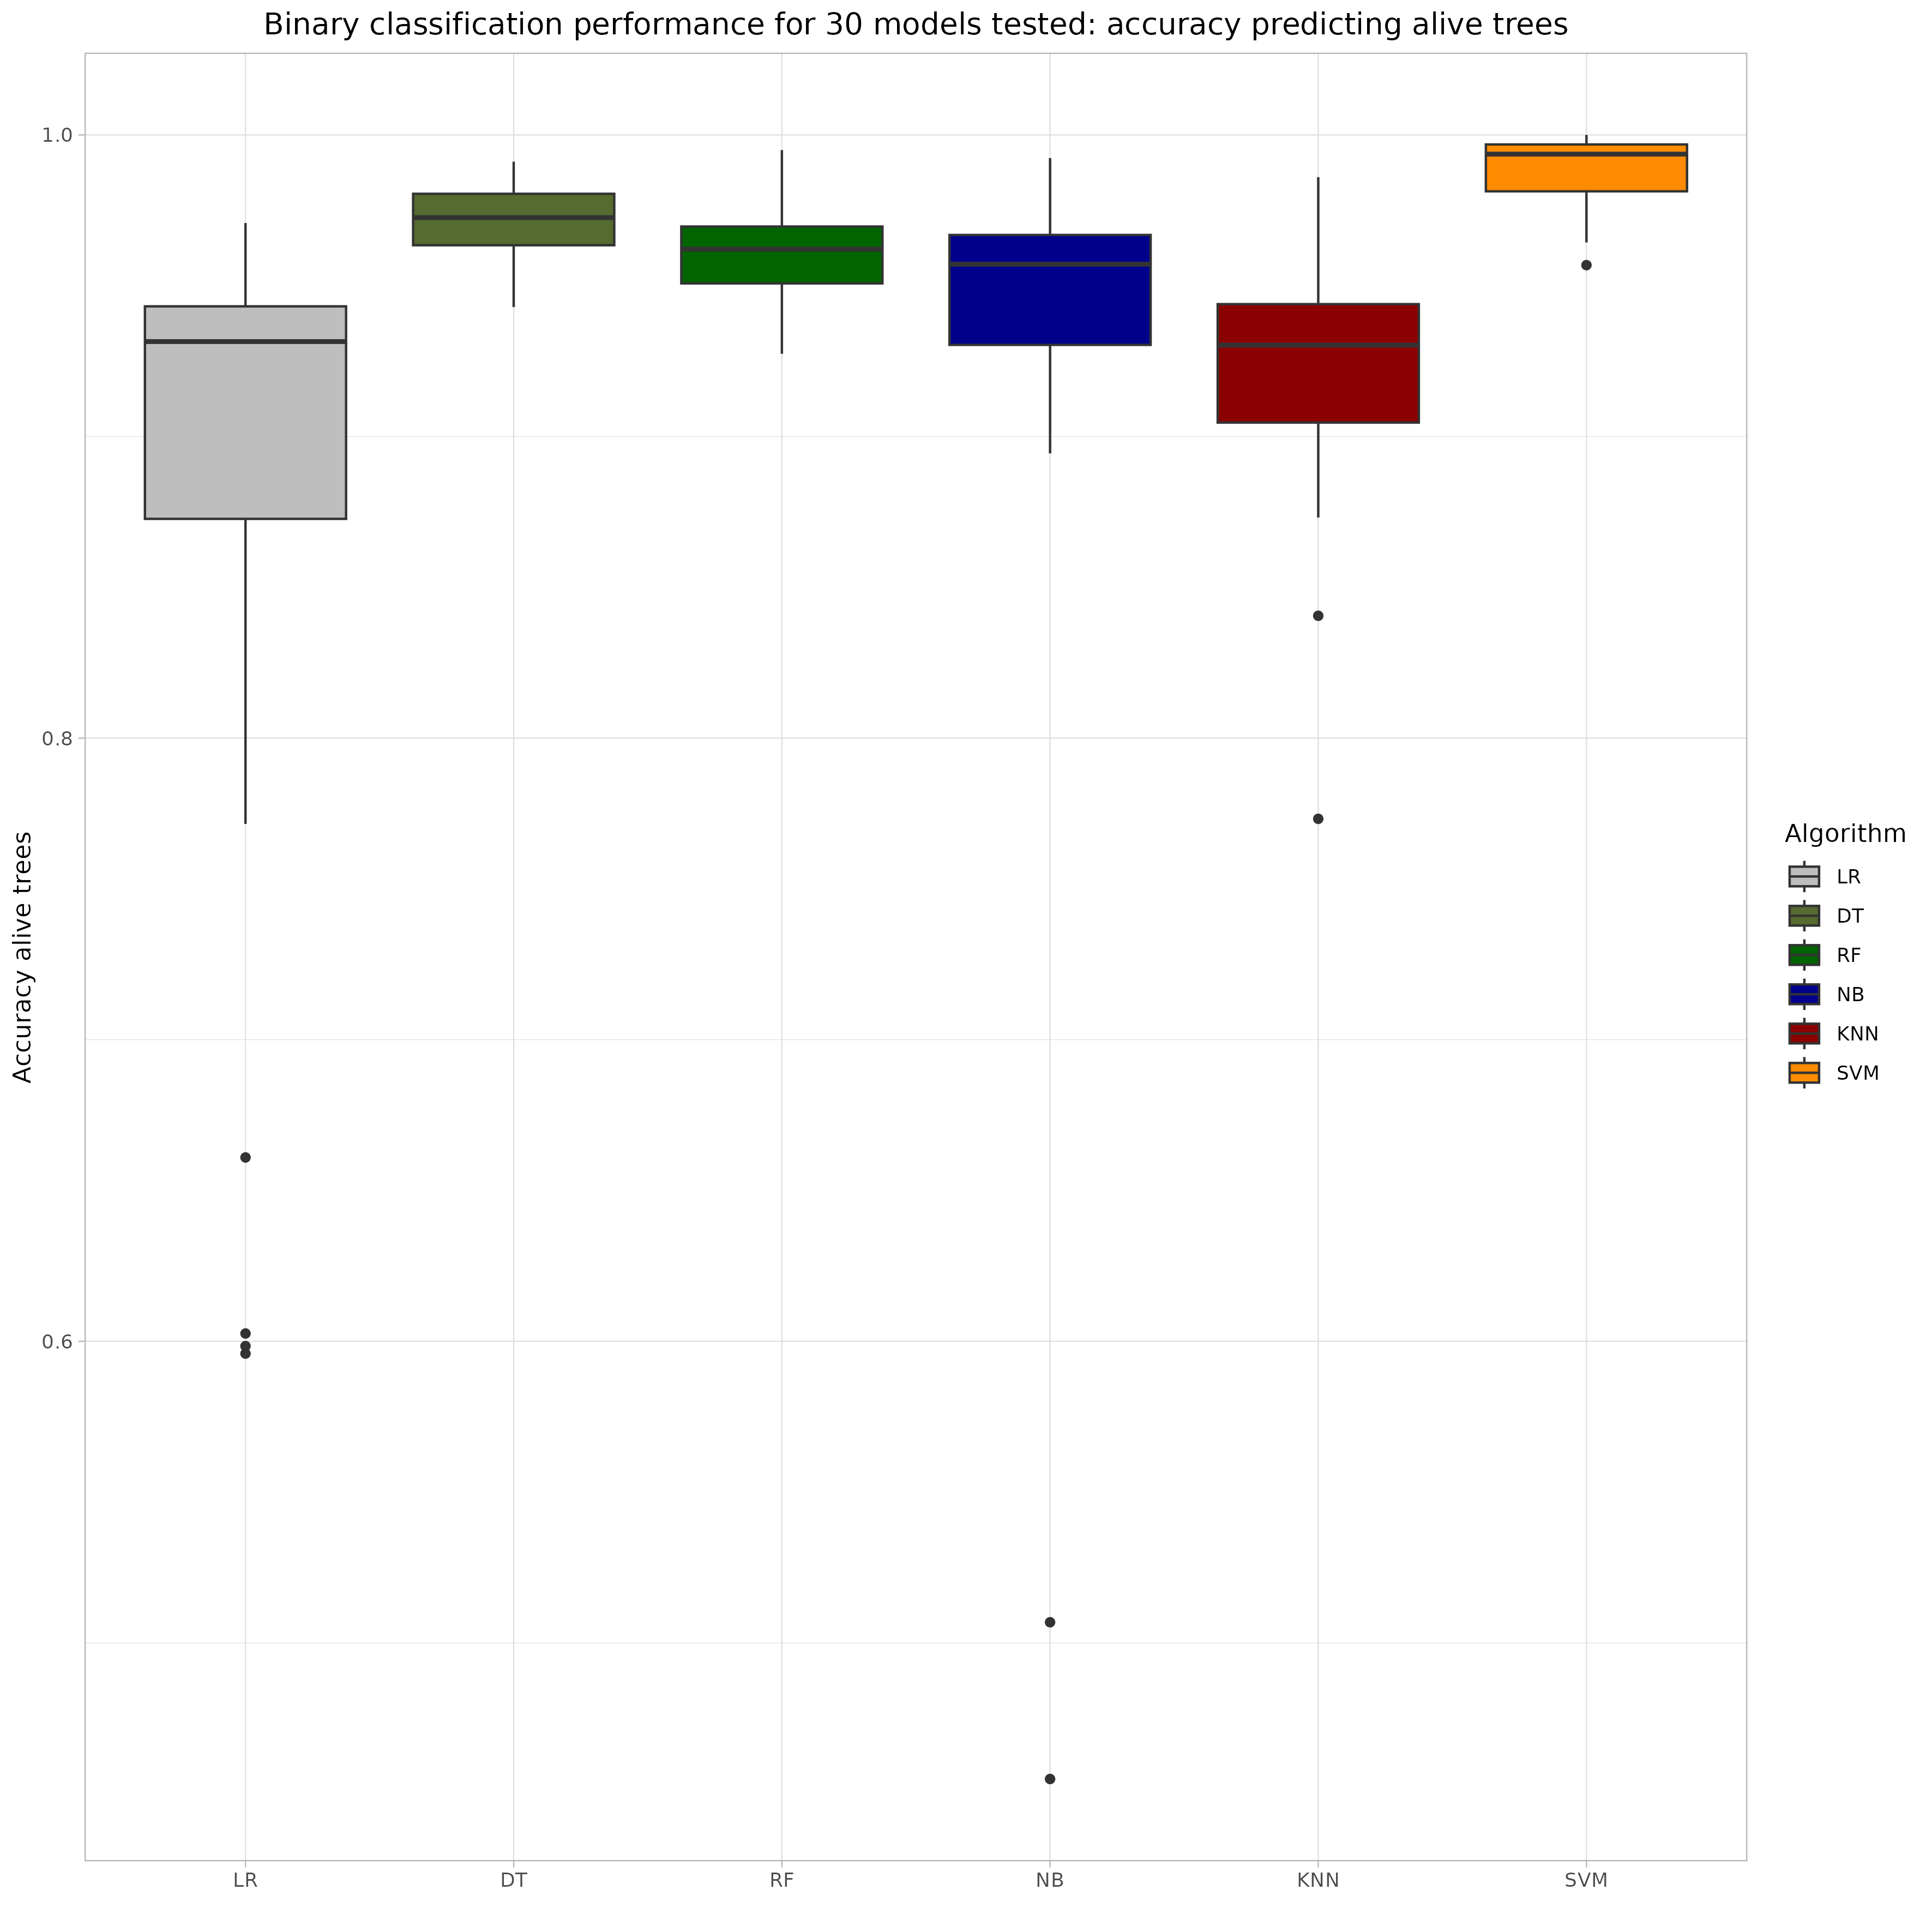 Binary classification performance for 30 models tested: accuracy predicting alive trees
Accuracy alive trees
1.0
0.8
0.6
LR
DT
RF
NB
KNN
SVM
Algorithm
LR
DT
RF
NB
KNN
SVM